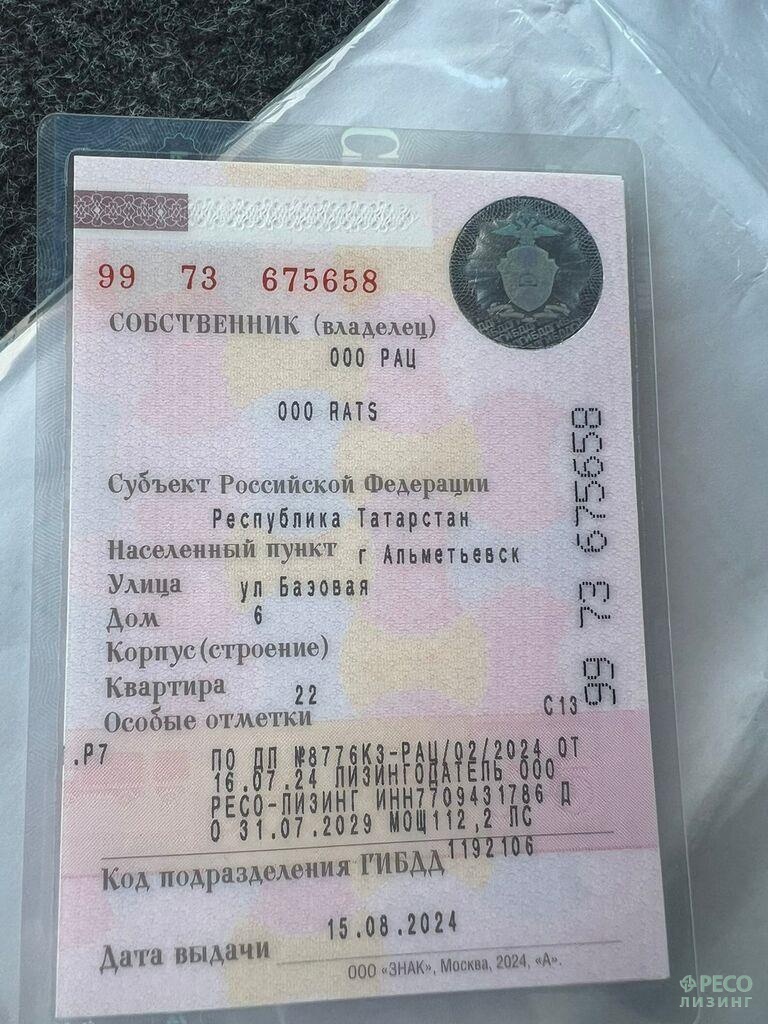 99 73 675658
СОБСТВЕННИК (владелец)
ООО РАЦ
OOO RATS
Субъект Российской Федерации
Республика Татарстан
Населенный пункт г Альметьевск
Улица ул Базовая
Дом 6
Корпус(строение)
Квартира 22
С13
Особые отметки
.Р7
ПО ДП №8776КЗ-РАЦ/02/2024 ОТ
16.07.24 ЛИЗИНГОДАТЕЛЬ ООО
РЕСО-ЛИЗИНГ ИНН7709431786 Д
О 31.07.2029 МОЩ112,2 ЛС
Код подразделения ГИБДД 1192106
15.08.2024
Дата выдачи
ООО «ЗНАК», Москва, 2024, «А».
99 73 675658
РЕСО
ЛИЗИНГ